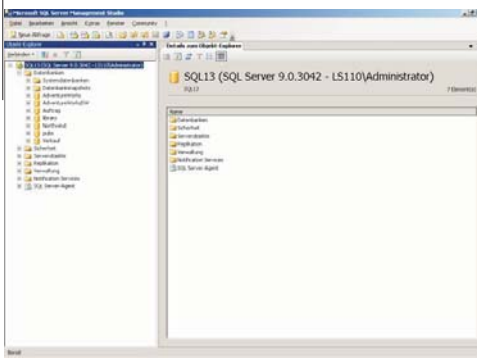 Microsoft SQL Server Management Studio
Datei Bearbeiten Ansicht Extras Fenster Community ?
Neue Abfrage
Objekt-Explorer
Verbinden
SQL13 (SQL Server 9.0.3042 - LS110\Administrator)
Datenbanken
Systemdatenbanken
Datenbanksnapshots
AdventureWorks
AdventureWorksDW
Auftrag
library
Northwind
pubs
Verkauf
Sicherheit
Serverobjekte
Replikation
Verwaltung
Notification Services
SQL Server-Agent
Details zum Objekt-Explorer
SQL13 (SQL Server 9.0.3042 - LS110\Administrator)
SQL13
7 Element(e)
Name
Datenbanken
Sicherheit
Serverobjekte
Replikation
Verwaltung
Notification Services
SQL Server-Agent
Bereit